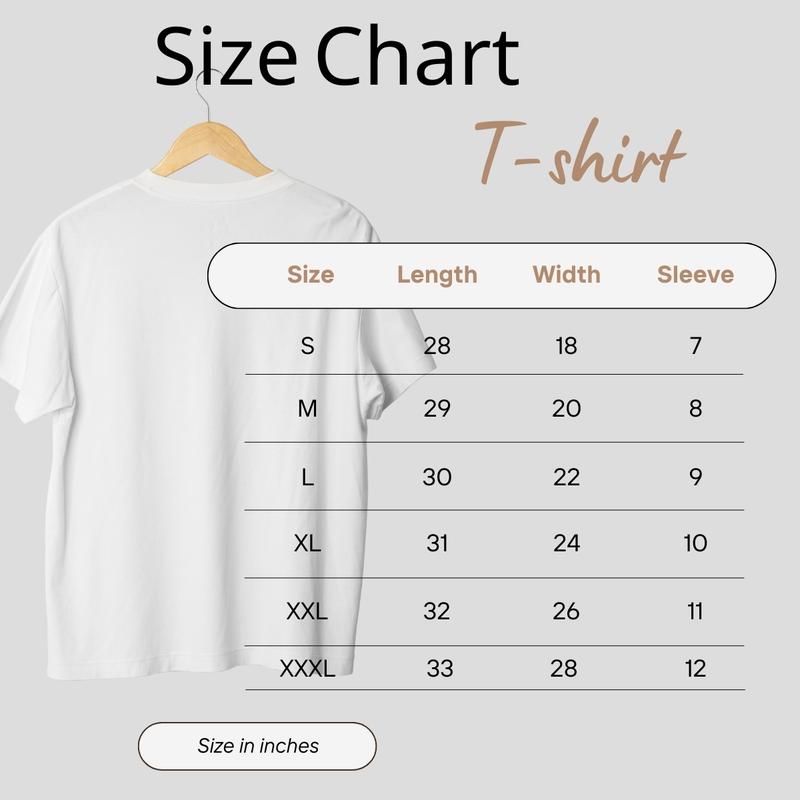 Size Chart
T-shirt
Size Length Width Sleeve
S 28 18 7
M 29 20 8
L 30 22 9
XL 31 24 10
XXL 32 26 11
XXXL 33 28 12
Size in inches